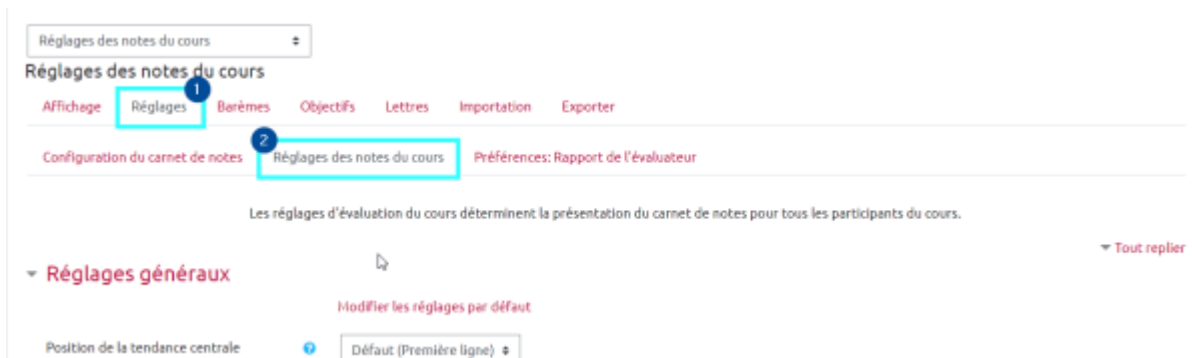 Réglages des notes du cours
Réglages des notes du cours
1
Affichage Réglages Barèmes Objectifs Lettres Importation Exporter
2
Configuration du carnet de notes Réglages des notes du cours Préférences: Rapport de l'évaluateur
Les réglages d'évaluation du cours déterminent la présentation du carnet de notes pour tous les participants du cours.
Tout replier
Réglages généraux
Modifier les réglages par défaut
Position de la tendance centrale ? Défaut (Première ligne)